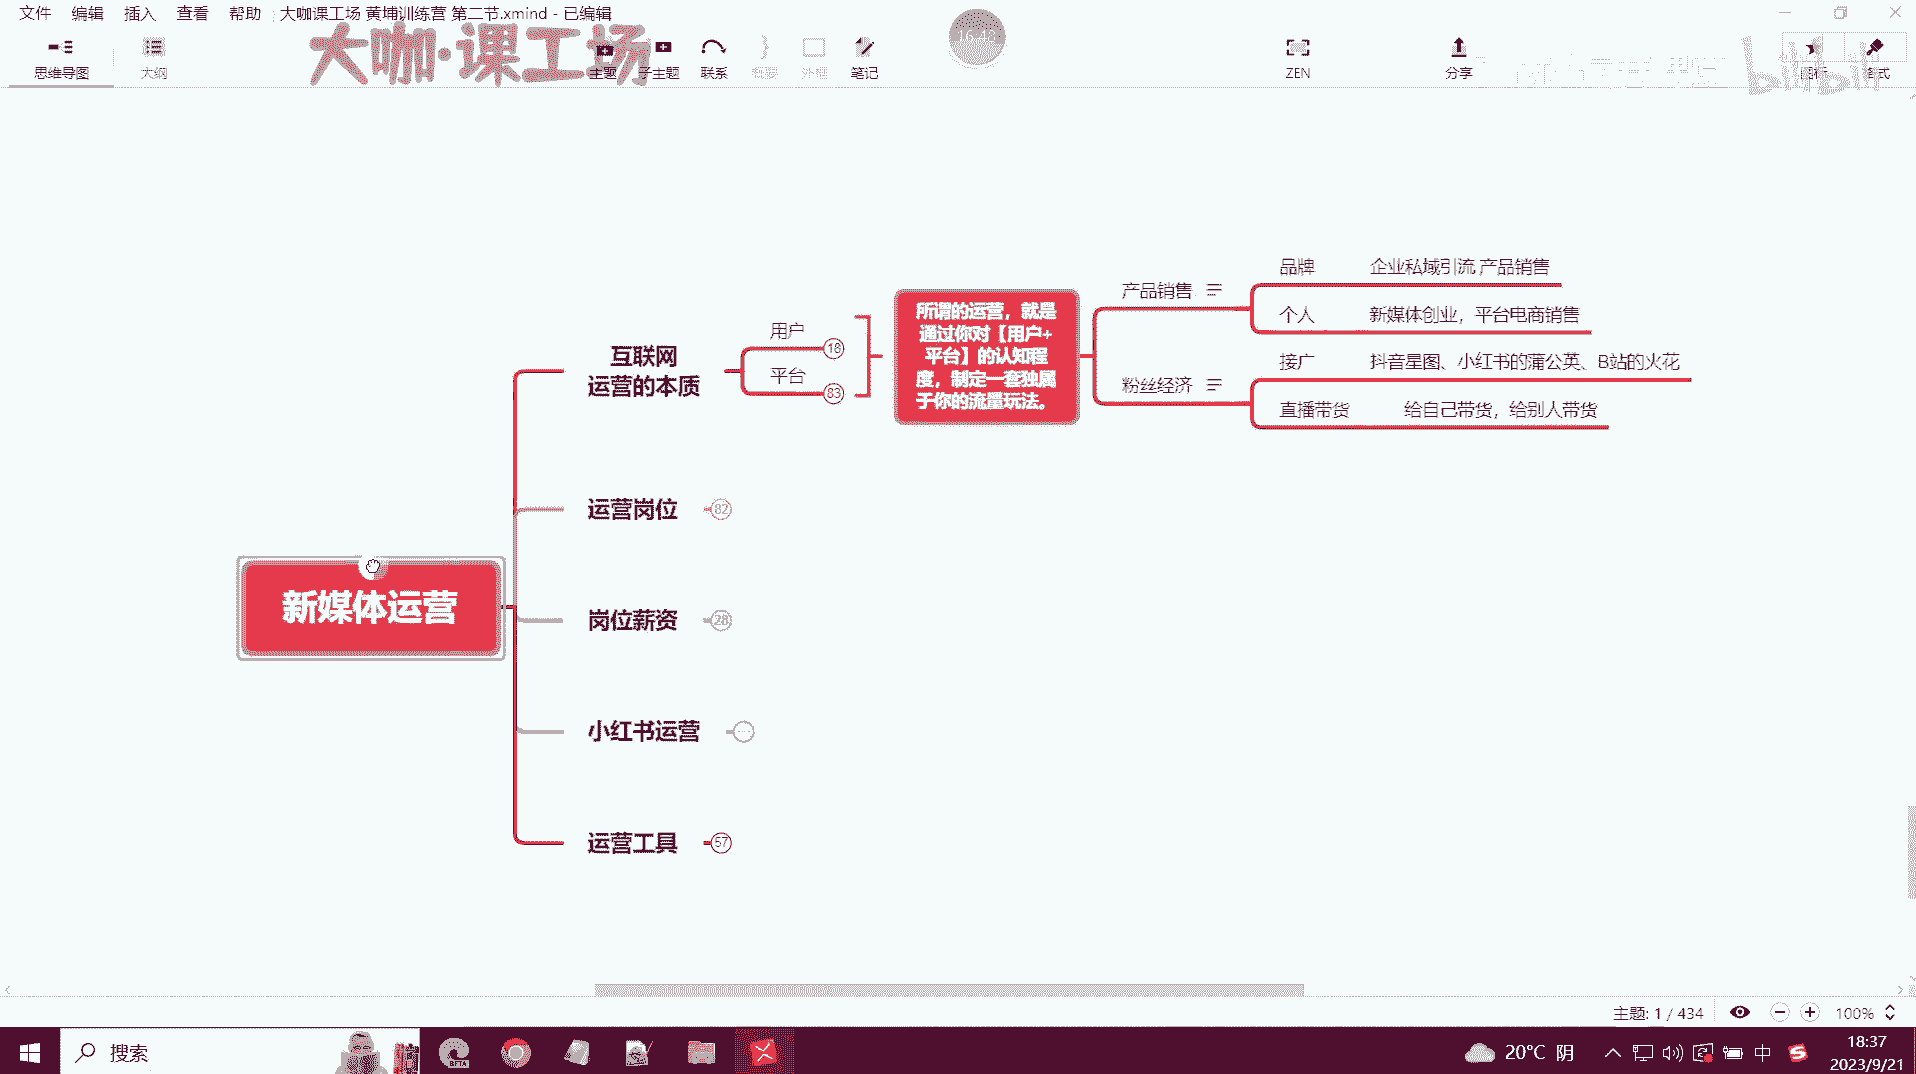 文件 编辑 插入 查看 帮助 大咖课工场 黄埔训练营 第二节.xmind - 已编辑
大咖·课工场
16:43
bilibili
思维导图 大纲 主题 子主题 联系 概要 外框 笔记 ZEN 分享 图标 格式
品牌 企业私域引流 产品销售
产品销售
个人 新媒体创业，平台电商销售
所谓的运营，就是
通过你对【用户+
平台】的认知程
度，制定一套独属
于你的流量玩法。
用户 18
平台 83
互联网
运营的本质
接广 抖音星图、小红书的蒲公英、B站的火花
粉丝经济
直播带货 给自己带货，给别人带货
运营岗位 82
新媒体运营
岗位薪资 28
小红书运营
运营工具 57
主题: 1 / 434 100%
搜索
BETA
20°C 阴
中
18:37
2023/9/21